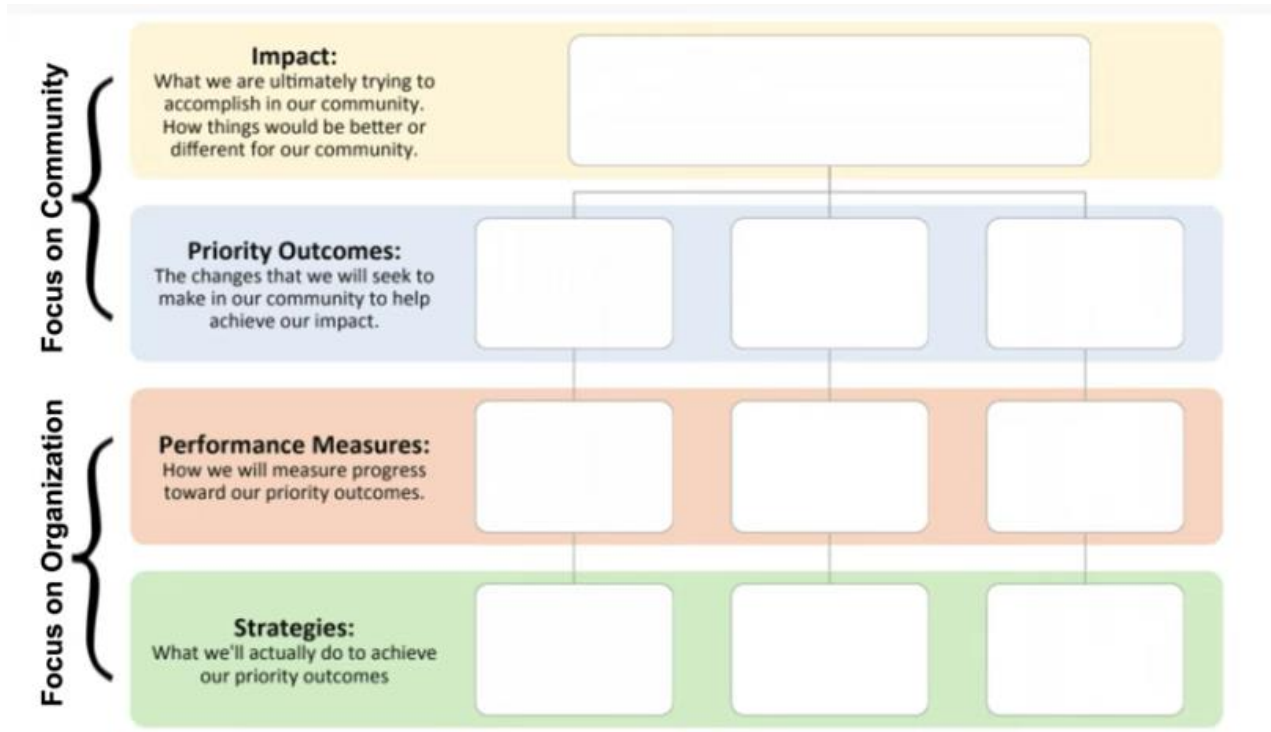 Focus on Community
Impact:
What we are ultimately trying to
accomplish in our community.
How things would be better or
different for our community.
Priority Outcomes:
The changes that we will seek to
make in our community to help
achieve our impact.
Focus on Organization
Performance Measures:
How we will measure progress
toward our priority outcomes.
Strategies:
What we'll actually do to achieve
our priority outcomes